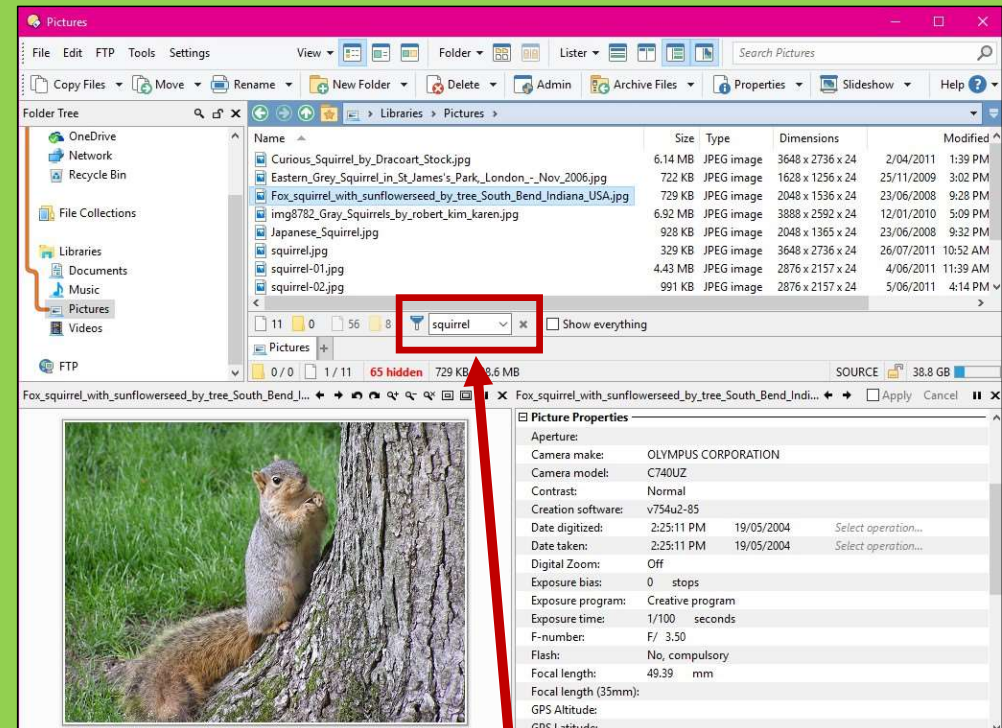 Pictures
File Edit FTP Tools Settings View Folder Lister Search Pictures
Copy Files Move Rename New Folder Delete Admin Archive Files Properties Slideshow Help
Folder Tree
Libraries > Pictures >
OneDrive
Network
Recycle Bin
File Collections
Libraries
Documents
Music
Pictures
Videos
FTP
Name Size Type Dimensions Modified
Curious_Squirrel_by_Dracoart_Stock.jpg 6.14 MB JPEG image 3648 x 2736 x 24 2/04/2011 1:39 PM
Eastern_Grey_Squirrel_in_St_James's_Park,_London_-_Nov_2006.jpg 722 KB JPEG image 1628 x 1256 x 24 25/11/2009 3:02 PM
Fox_squirrel_with_sunflowerseed_by_tree_South_Bend_Indiana_USA.jpg 729 KB JPEG image 2048 x 1536 x 24 23/06/2008 9:28 PM
img8782_Gray_Squirrels_by_robert_kim_karen.jpg 6.92 MB JPEG image 3888 x 2592 x 24 12/01/2010 5:09 PM
Japanese_Squirrel.jpg 928 KB JPEG image 2048 x 1365 x 24 23/06/2008 9:32 PM
squirrel.jpg 329 KB JPEG image 3648 x 2736 x 24 26/07/2011 10:52 AM
squirrel-01.jpg 4.43 MB JPEG image 2876 x 2157 x 24 4/06/2011 11:39 AM
squirrel-02.jpg 991 KB JPEG image 2876 x 2157 x 24 5/06/2011 4:14 PM
11 0 56 8 squirrel Show everything
Pictures
0 / 0 1 / 11 65 hidden 729 KB 8.6 MB SOURCE 38.8 GB
Fox_squirrel_with_sunflowerseed_by_tree_South_Bend_I...
Fox_squirrel_with_sunflowerseed_by_tree_South_Bend_Indi... Apply Cancel
Picture Properties
Aperture:
Camera make: OLYMPUS CORPORATION
Camera model: C740UZ
Contrast: Normal
Creation software: v754u2-85
Date digitized: 2:25:11 PM 19/05/2004 Select operation...
Date taken: 2:25:11 PM 19/05/2004 Select operation...
Digital Zoom: Off
Exposure bias: 0 stops
Exposure program: Creative program
Exposure time: 1/100 seconds
F-number: F/ 3.50
Flash: No, compulsory
Focal length: 49.39 mm
Focal length (35mm):
GPS Altitude:
GPS Latitude: